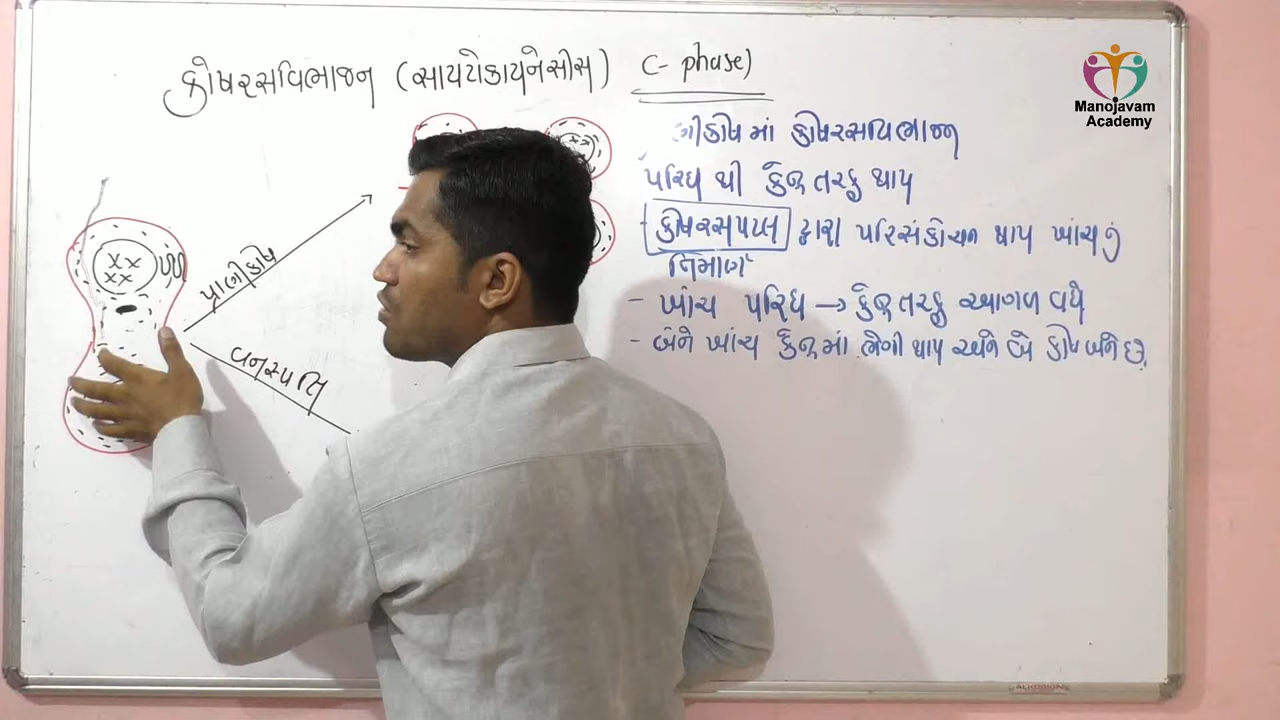 કોષરસવિભાજન (સાયટોકાયનેસીસ) C- phase)
Manojavam
Academy
ણીકોષ માં કોષરસવિભાજન
પરિઘ થી કેન્દ્ર તરફ થાય
- કોષરસપટલ દ્વારા પરિસંકોચન થાય ખાંચનું
નિર્માણ
- ખાંચ પરિઘ → કેન્દ્ર તરફ આગળ વધે
- બંને ખાંચ કેન્દ્રમાં ભેગી થાય અને બે કોષ બને છે.
પ્રાણીકોષ
વનસ્પતિ